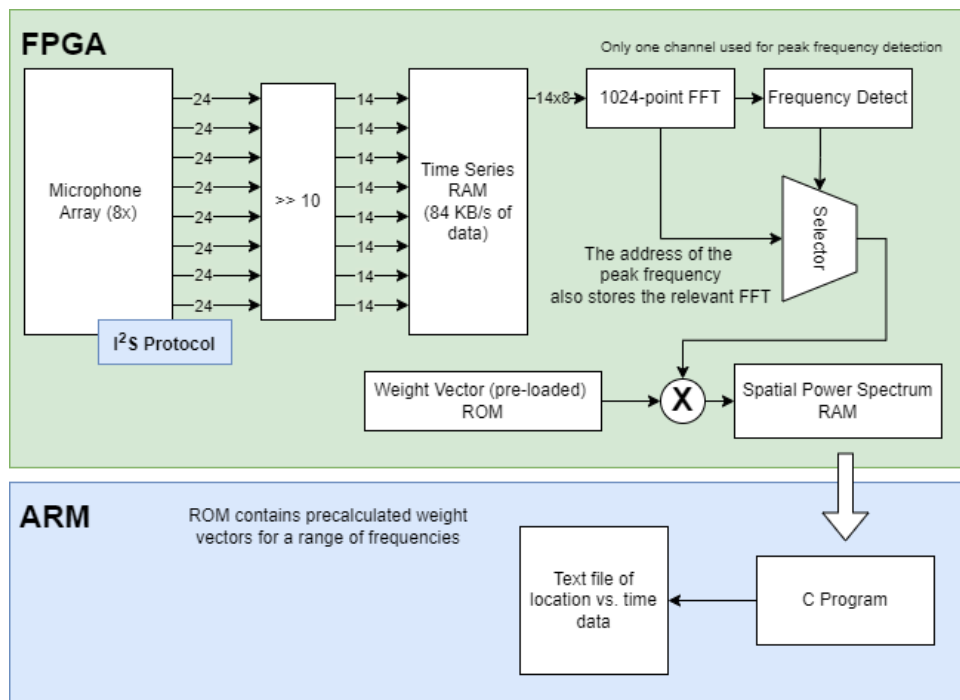 FPGA
Only one channel used for peak frequency detection
Microphone
Array (8x)
24
24
24
24
24
24
24
24
>> 10
14
14
14
14
14
14
14
14
Time Series
RAM
(84 KB/s of
data)
14x8
1024-point FFT
Frequency Detect
Selector
The address of the
peak frequency
also stores the relevant FFT
I²S Protocol
Weight Vector (pre-loaded)
ROM
X
Spatial Power Spectrum
RAM
ARM
ROM contains precalculated weight
vectors for a range of frequencies
Text file of
location vs. time
data
C Program